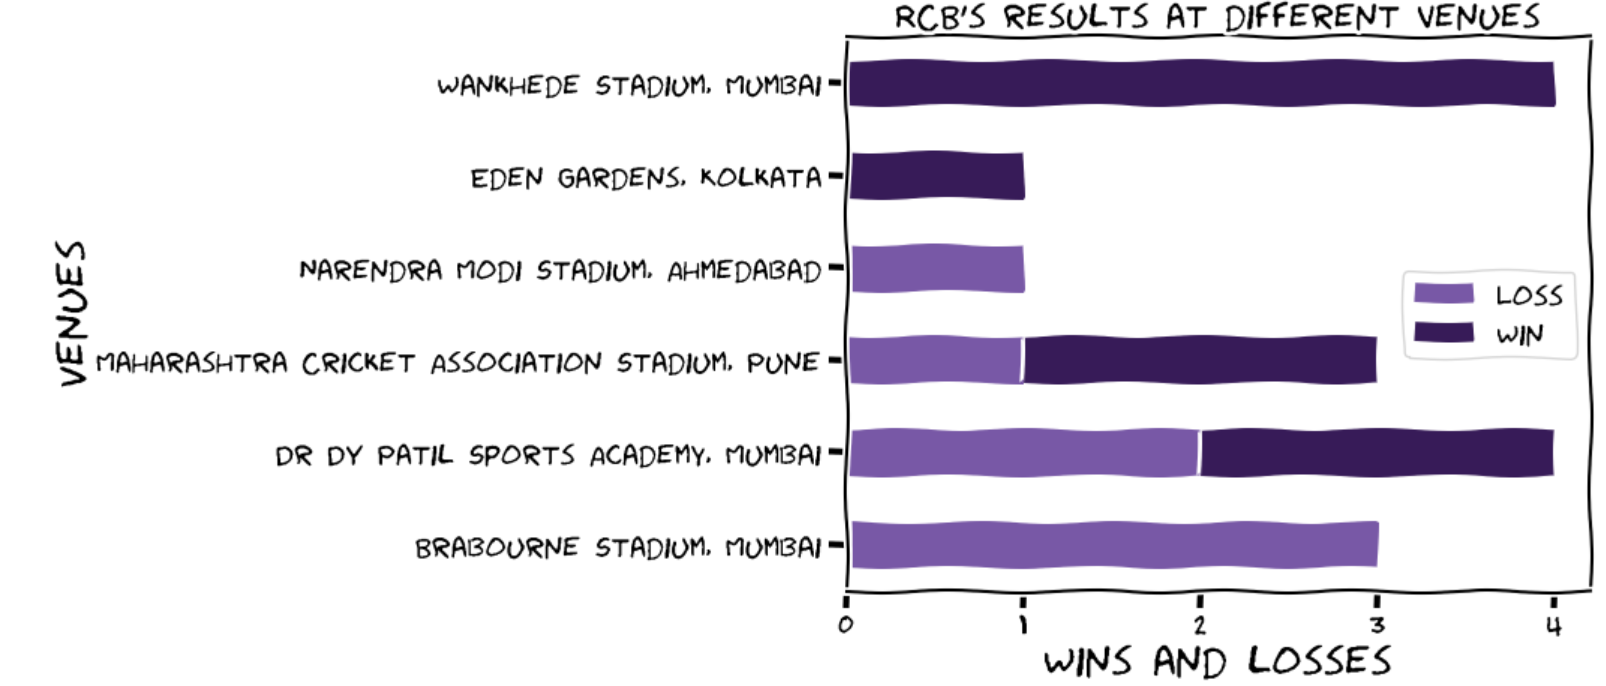 RCB'S RESULTS AT DIFFERENT VENUES
WANKHEDE STADIUM, MUMBAI
EDEN GARDENS, KOLKATA
NARENDRA MODI STADIUM, AHMEDABAD
MAHARASHTRA CRICKET ASSOCIATION STADIUM, PUNE
DR DY PATIL SPORTS ACADEMY, MUMBAI
BRABOURNE STADIUM, MUMBAI
VENUES
LOSS
WIN
0 1 2 3 4
WINS AND LOSSES